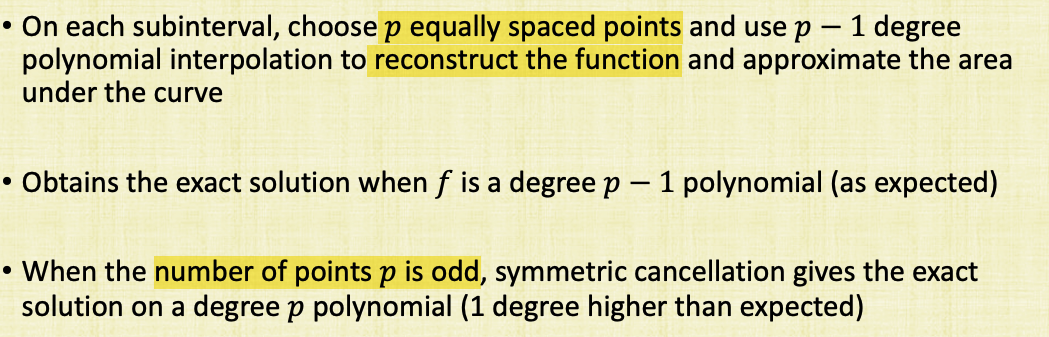 • On each subinterval, choose p equally spaced points and use p − 1 degree
polynomial interpolation to reconstruct the function and approximate the area
under the curve
• Obtains the exact solution when f is a degree p − 1 polynomial (as expected)
• When the number of points p is odd, symmetric cancellation gives the exact
solution on a degree p polynomial (1 degree higher than expected)